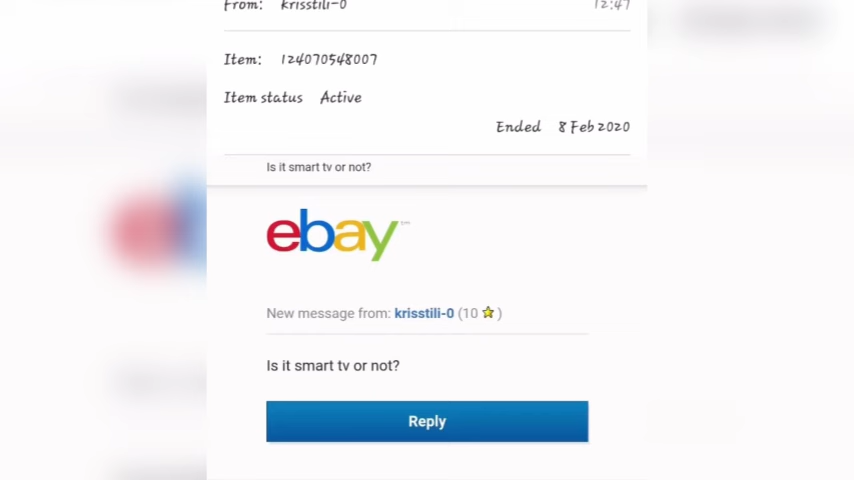 From: krisstili-0 12:47
Item: 124070548007
Item status Active
Ended 8 Feb 2020
Is it smart tv or not?
ebay™
New message from: krisstili-0 (10 ⭐)
Is it smart tv or not?
Reply